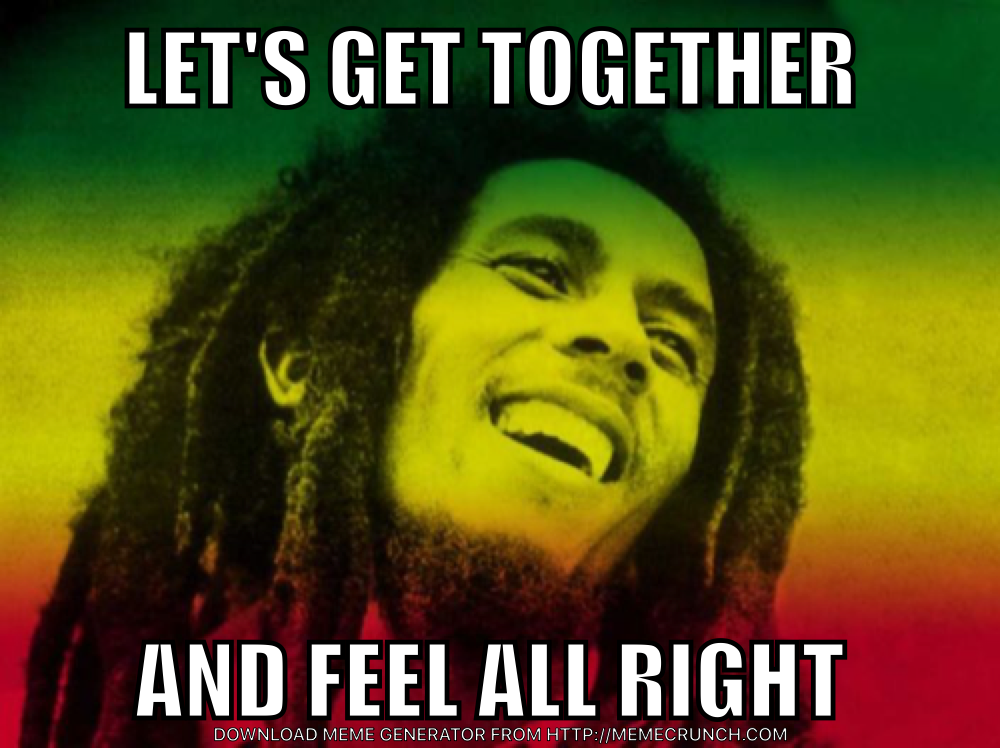 LET'S GET TOGETHER
AND FEEL ALL RIGHT
DOWNLOAD MEME GENERATOR FROM HTTP://MEMECRUNCH.COM